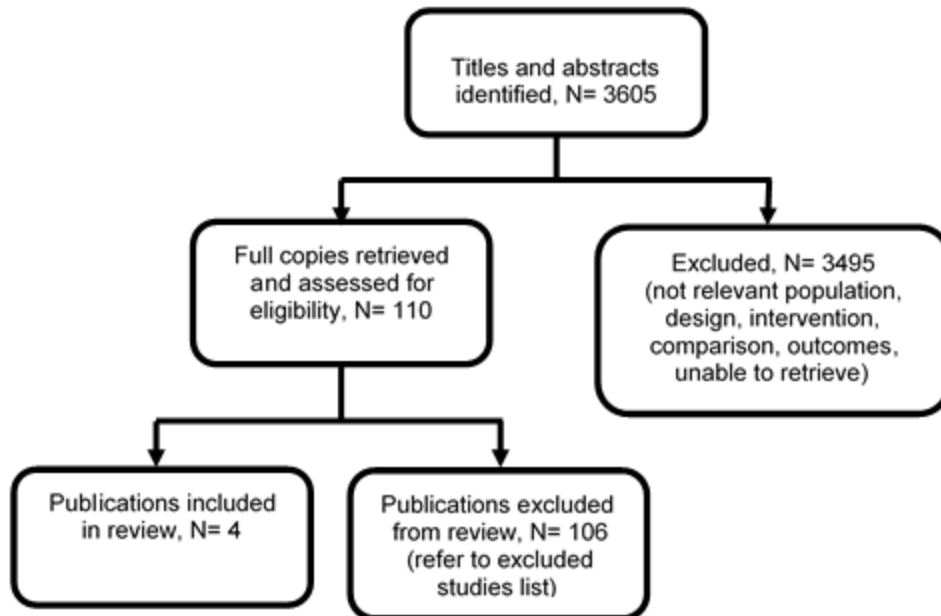 Titles and abstracts
identified, N= 3605
Full copies retrieved
and assessed for
eligibility, N= 110
Excluded, N= 3495
(not relevant population,
design, intervention,
comparison, outcomes,
unable to retrieve)
Publications included
in review, N= 4
Publications excluded
from review, N= 106
(refer to excluded
studies list)